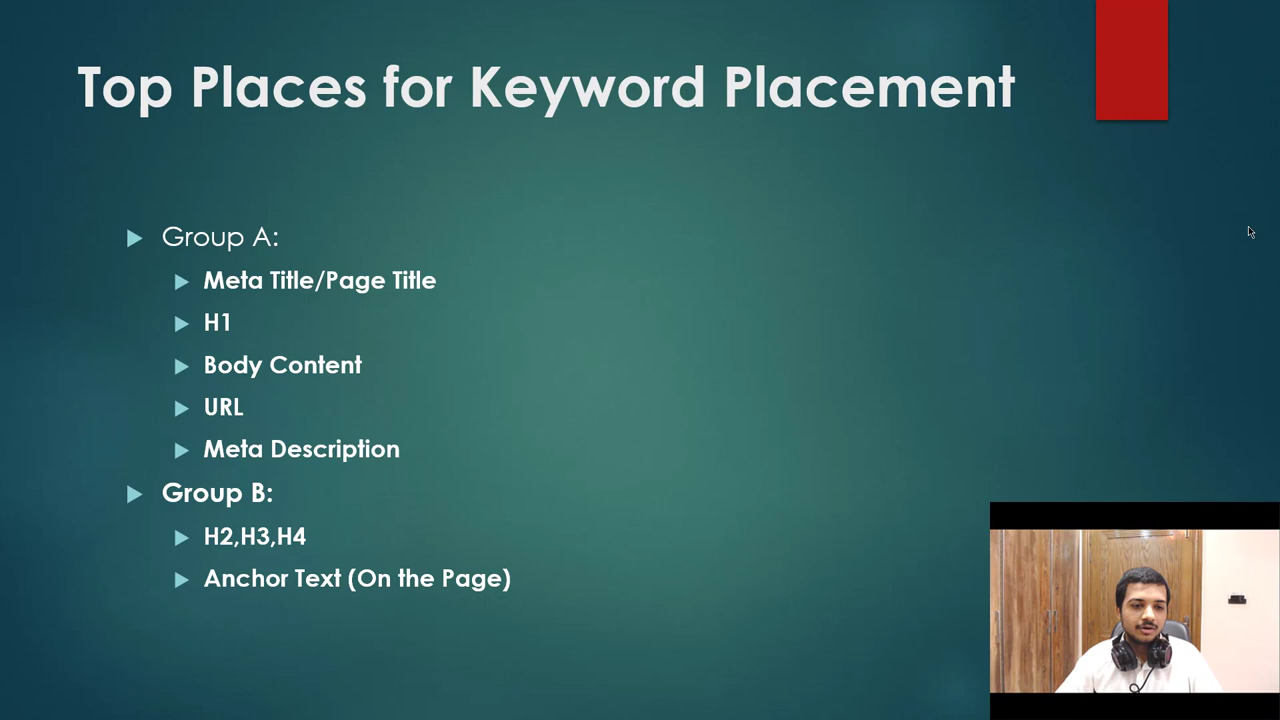 Top Places for Keyword Placement
Group A:
Meta Title/Page Title
H1
Body Content
URL
Meta Description
Group B:
H2,H3,H4
Anchor Text (On the Page)